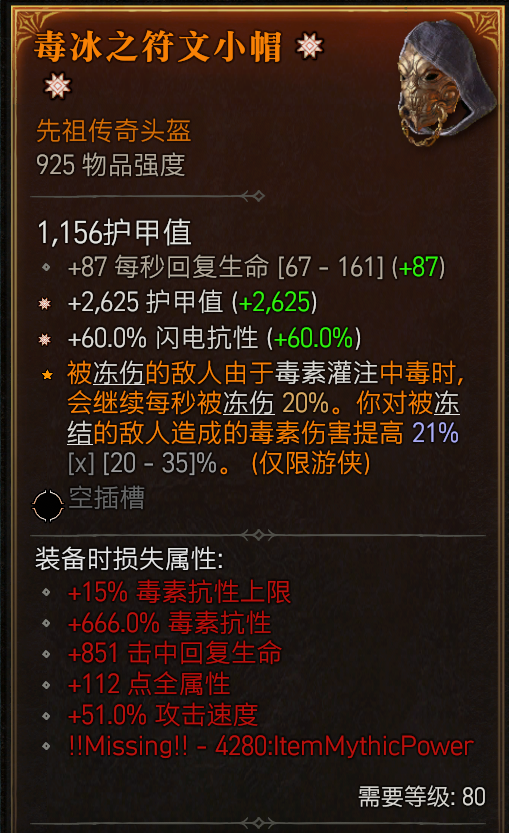 毒冰之符文小帽
先祖传奇头盔
925 物品强度
1,156护甲值
+87 每秒回复生命 [67 - 161] (+87)
+2,625 护甲值 (+2,625)
+60.0% 闪电抗性 (+60.0%)
被冻伤的敌人由于毒素灌注中毒时,
会继续每秒被冻伤 20%。你对被冻
结的敌人造成的毒素伤害提高 21%
[x] [20 - 35]%。 (仅限游侠)
空插槽
装备时损失属性:
+15% 毒素抗性上限
+666.0% 毒素抗性
+851 击中回复生命
+112 点全属性
+51.0% 攻击速度
!!Missing!! - 4280:ItemMythicPower
需要等级: 80